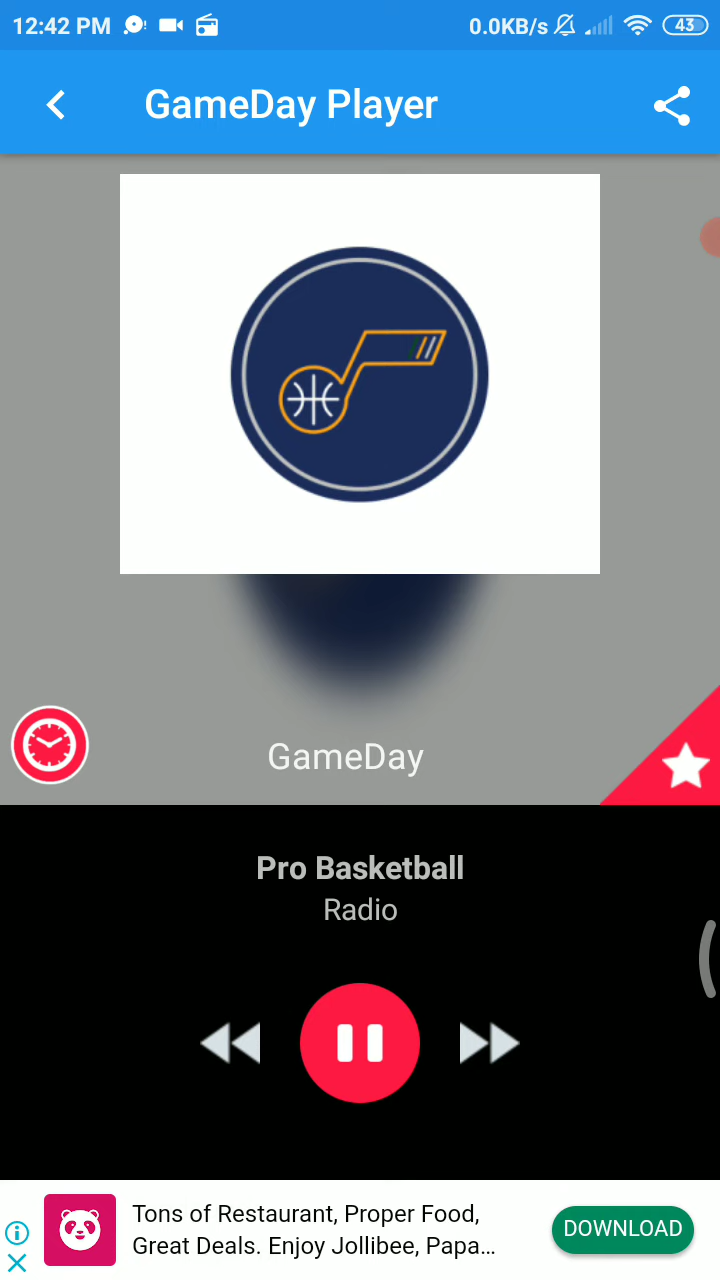 12:42 PM
0.0KB/s
43
GameDay Player
GameDay
Pro Basketball
Radio
Tons of Restaurant, Proper Food,
Great Deals. Enjoy Jollibee, Papa…
DOWNLOAD